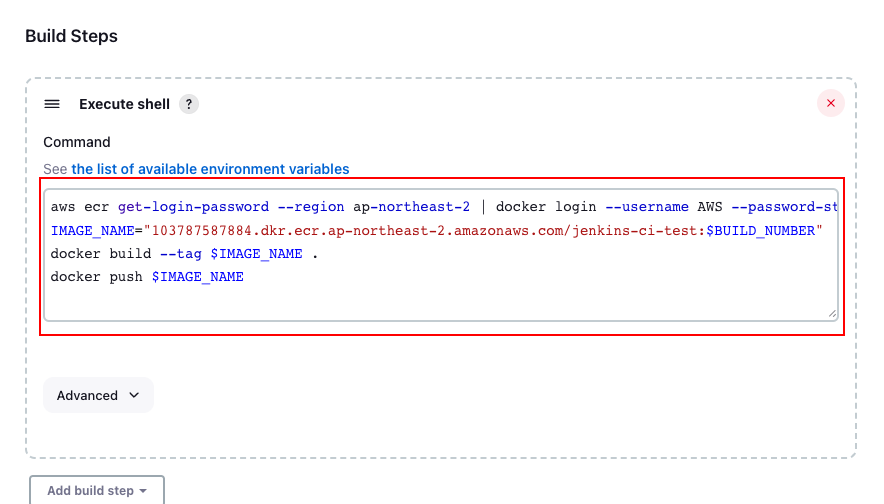 Build Steps
Execute shell ?
Command
See the list of available environment variables
aws ecr get-login-password --region ap-northeast-2 | docker login --username AWS --password-st
IMAGE_NAME="103787587884.dkr.ecr.ap-northeast-2.amazonaws.com/jenkins-ci-test:$BUILD_NUMBER"
docker build --tag $IMAGE_NAME .
docker push $IMAGE_NAME
Advanced
Add build step